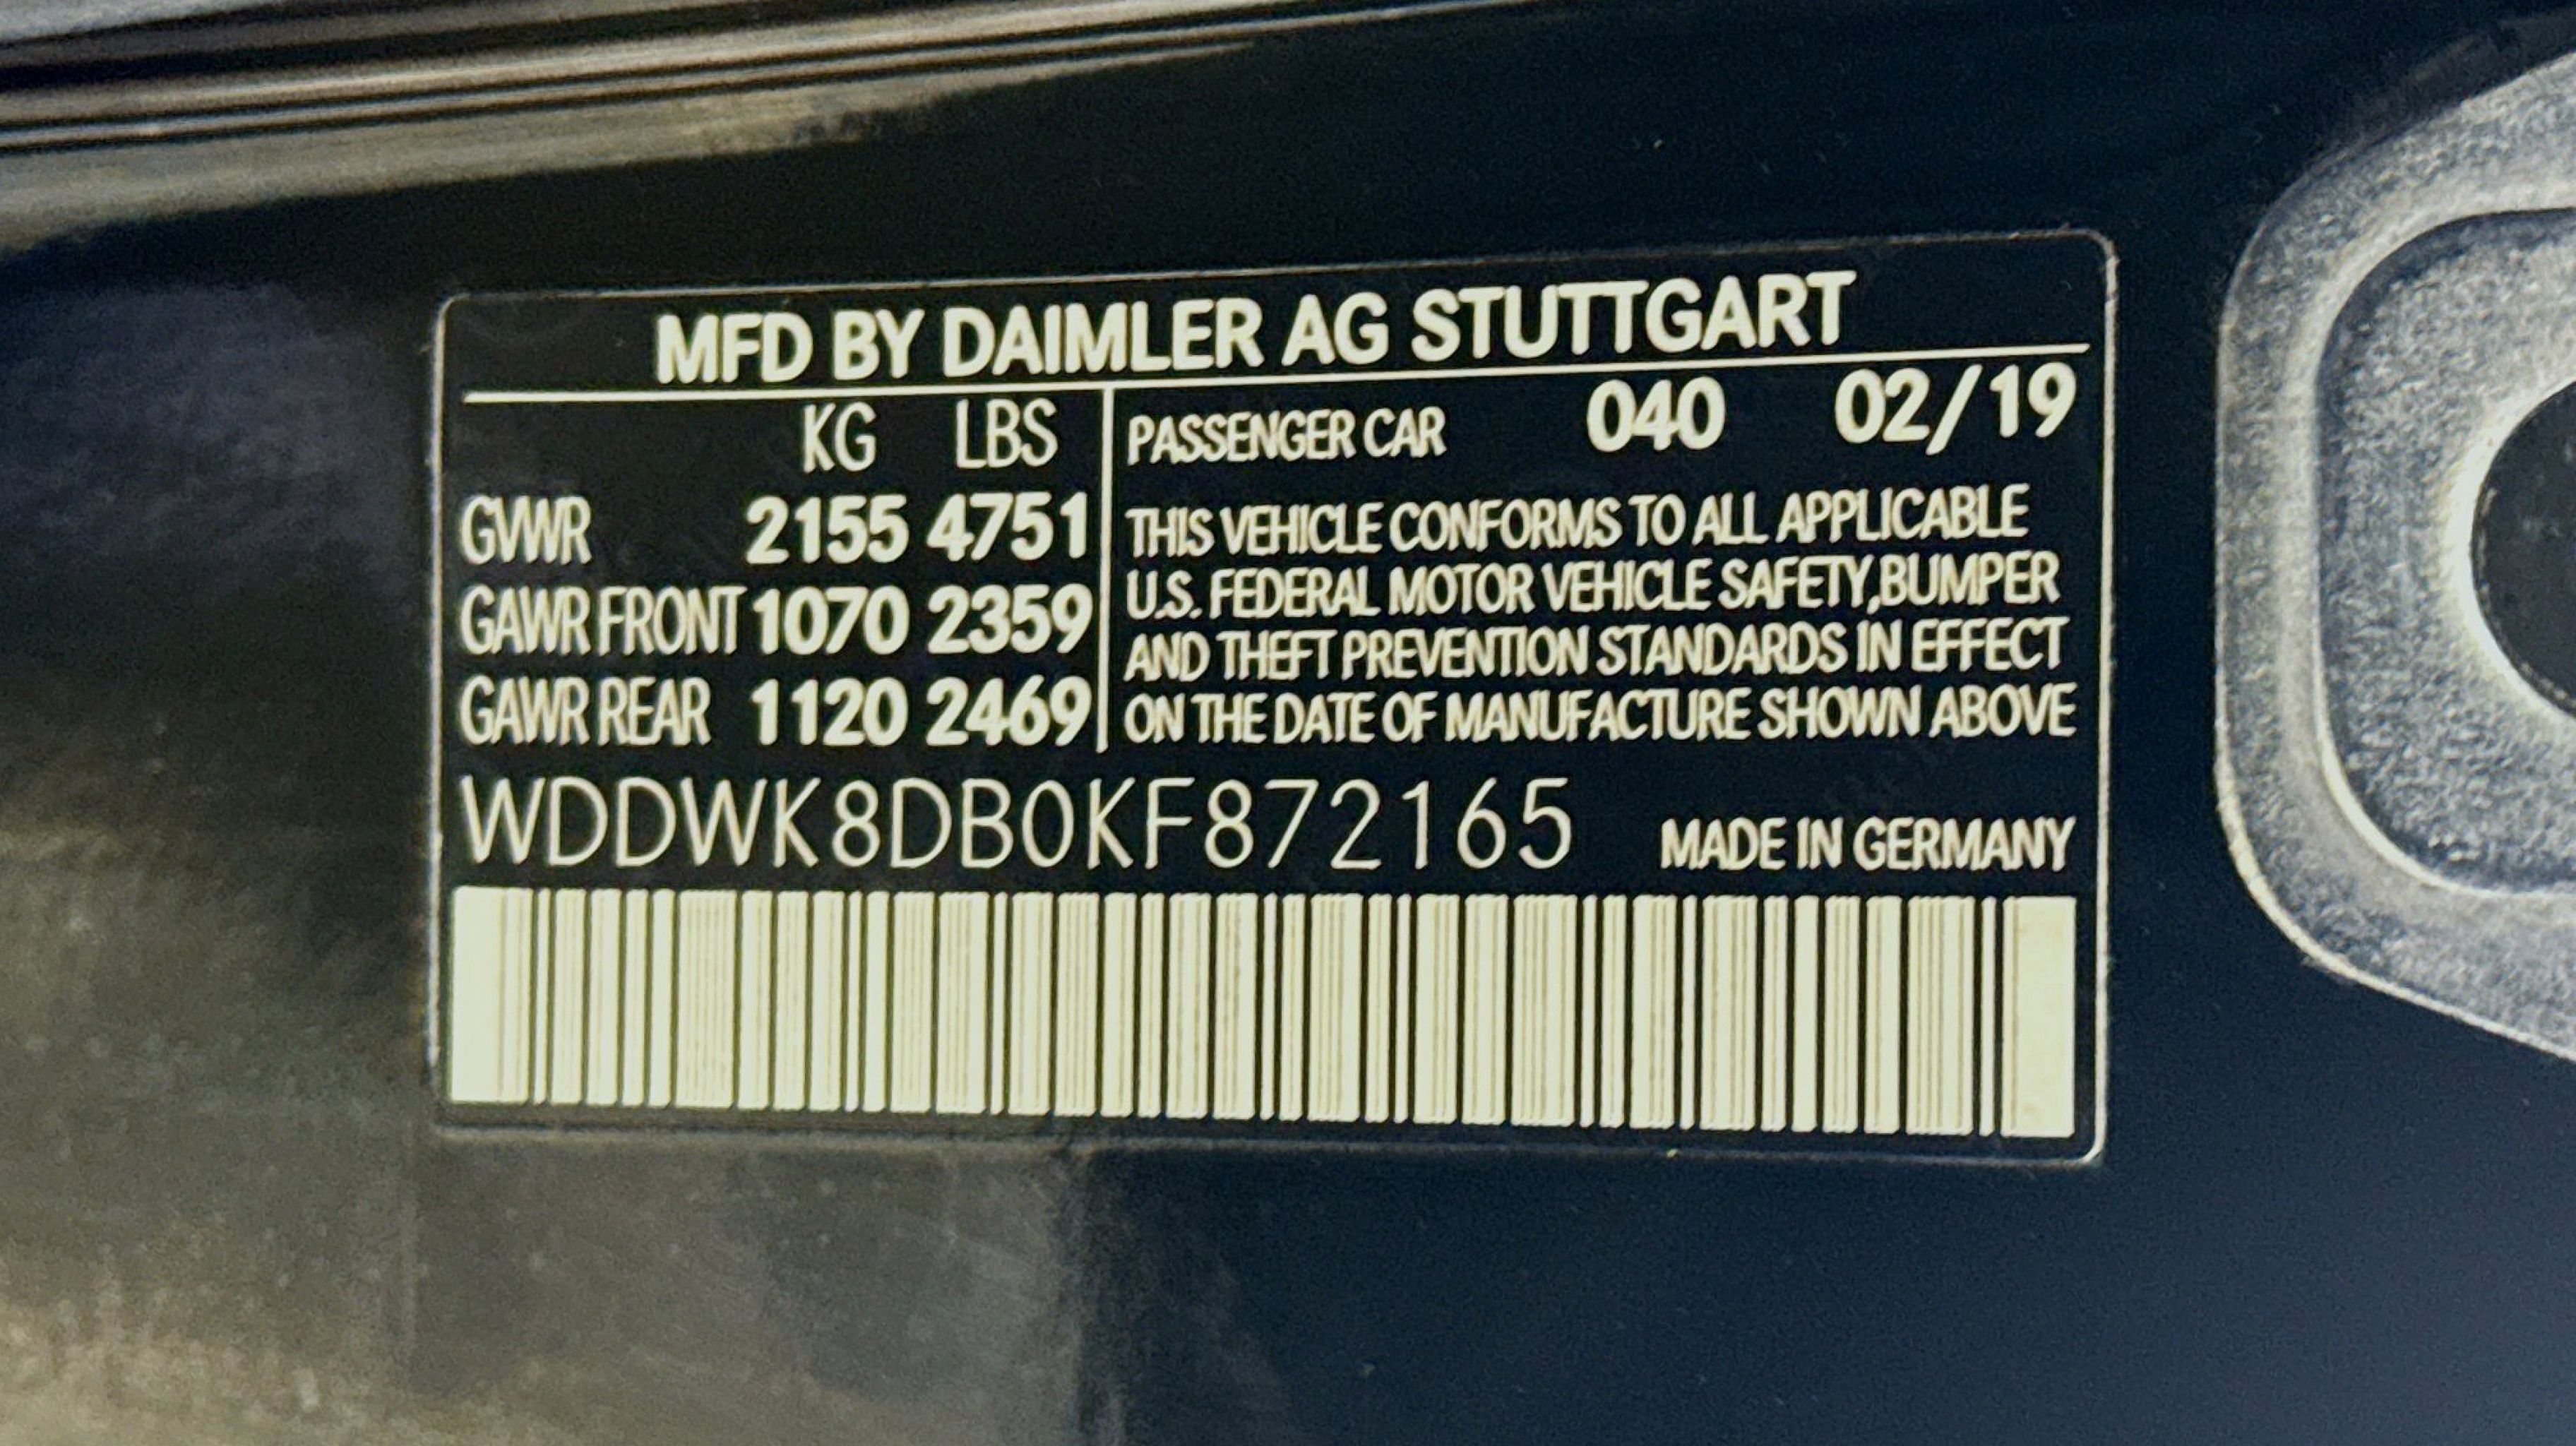 MFD BY DAIMLER AG STUTTGART
KG LBS
GVWR 2155 4751
GAWR FRONT 1070 2359
GAWR REAR 1120 2469
PASSENGER CAR 040 02/19
THIS VEHICLE CONFORMS TO ALL APPLICABLE
U.S. FEDERAL MOTOR VEHICLE SAFETY,BUMPER
AND THEFT PREVENTION STANDARDS IN EFFECT
ON THE DATE OF MANUFACTURE SHOWN ABOVE
WDDWK8DB0KF872165 MADE IN GERMANY